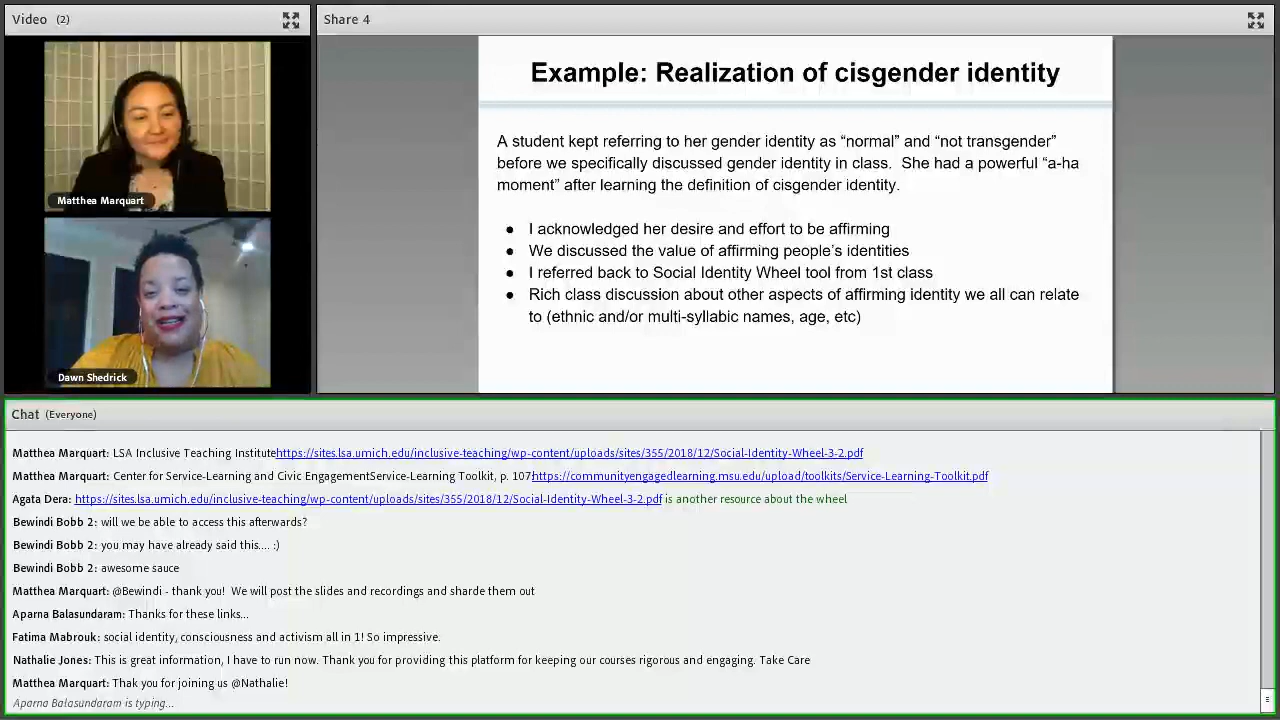 Video (2)
Share 4
Matthea Marquart
Dawn Shedrick
Example: Realization of cisgender identity
A student kept referring to her gender identity as “normal” and “not transgender”
before we specifically discussed gender identity in class.  She had a powerful “a-ha
moment” after learning the definition of cisgender identity.
● I acknowledged her desire and effort to be affirming
● We discussed the value of affirming people’s identities
● I referred back to Social Identity Wheel tool from 1st class
● Rich class discussion about other aspects of affirming identity we all can relate
to (ethnic and/or multi-syllabic names, age, etc)
Chat (Everyone)
Matthea Marquart: LSA Inclusive Teaching Institutehttps://sites.lsa.umich.edu/inclusive-teaching/wp-content/uploads/sites/355/2018/12/Social-Identity-Wheel-3-2.pdf
Matthea Marquart: Center for Service-Learning and Civic EngagementService-Learning Toolkit, p. 107https://communityengagedlearning.msu.edu/upload/toolkits/Service-Learning-Toolkit.pdf
Agata Dera: https://sites.lsa.umich.edu/inclusive-teaching/wp-content/uploads/sites/355/2018/12/Social-Identity-Wheel-3-2.pdf is another resource about the wheel
Bewindi Bobb 2: will we be able to access this afterwards?
Bewindi Bobb 2: you may have already said this.... :)
Bewindi Bobb 2: awesome sauce
Matthea Marquart: @Bewindi - thank you!  We will post the slides and recordings and sharde them out
Aparna Balasundaram: Thanks for these links...
Fatima Mabrouk: social identity, consciousness and activism all in 1! So impressive.
Nathalie Jones: This is great information, I have to run now. Thank you for providing this platform for keeping our courses rigorous and engaging. Take Care
Matthea Marquart: Thak you for joining us @Nathalie!
Aparna Balasundaram is typing...